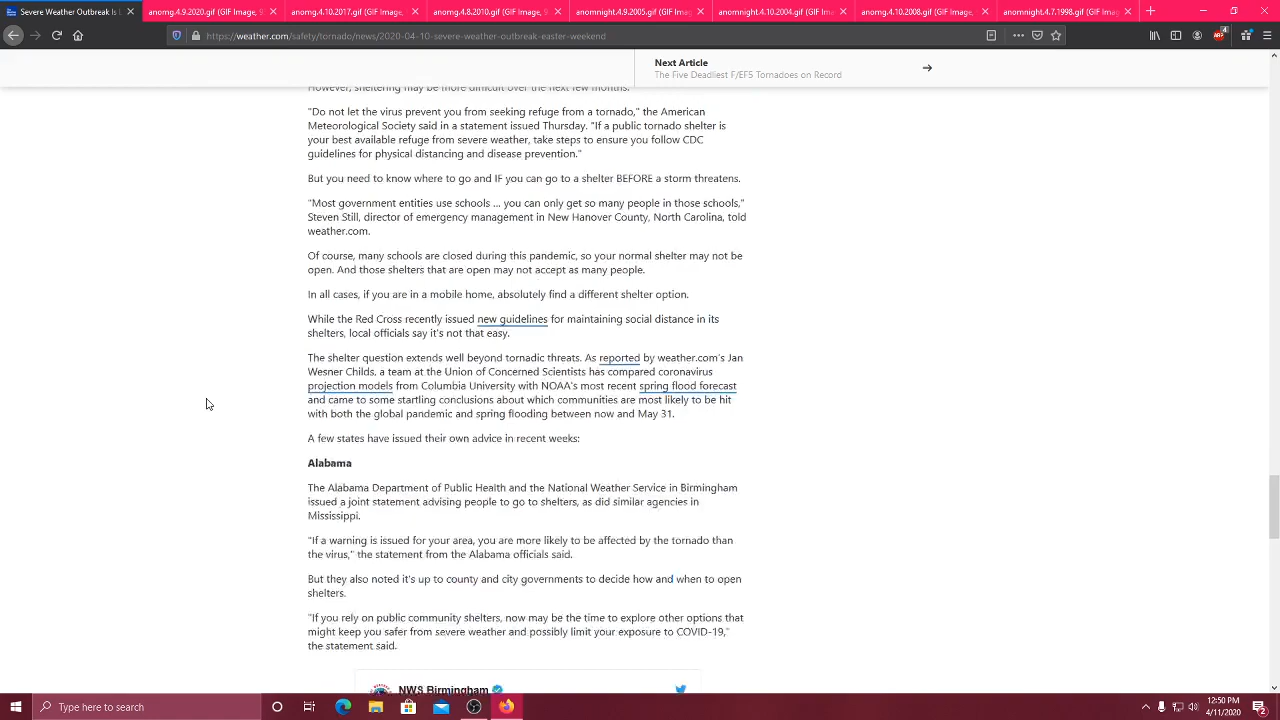 Severe Weather Outbreak Is L
anomg.4.9.2020.gif (GIF Image, 9
anomg.4.10.2017.gif (GIF Image,
anomg.4.8.2010.gif (GIF Image, 9
anomnight.4.9.2005.gif (GIF Imag
anomnight.4.10.2004.gif (GIF Ima
anomg.4.10.2008.gif (GIF Image,
anomnight.4.7.1998.gif (GIF Imag
https://weather.com/safety/tornado/news/2020-04-10-severe-weather-outbreak-easter-weekend
Next Article
The Five Deadliest F/EF5 Tornadoes on Record
However, sheltering may be more difficult over the next few months.
"Do not let the virus prevent you from seeking refuge from a tornado," the American
Meteorological Society said in a statement issued Thursday. "If a public tornado shelter is
your best available refuge from severe weather, take steps to ensure you follow CDC
guidelines for physical distancing and disease prevention."
But you need to know where to go and IF you can go to a shelter BEFORE a storm threatens.
"Most government entities use schools ... you can only get so many people in those schools,"
Steven Still, director of emergency management in New Hanover County, North Carolina, told
weather.com.
Of course, many schools are closed during this pandemic, so your normal shelter may not be
open. And those shelters that are open may not accept as many people.
In all cases, if you are in a mobile home, absolutely find a different shelter option.
While the Red Cross recently issued new guidelines for maintaining social distance in its
shelters, local officials say it's not that easy.
The shelter question extends well beyond tornadic threats. As reported by weather.com's Jan
Wesner Childs, a team at the Union of Concerned Scientists has compared coronavirus
projection models from Columbia University with NOAA's most recent spring flood forecast
and came to some startling conclusions about which communities are most likely to be hit
with both the global pandemic and spring flooding between now and May 31.
A few states have issued their own advice in recent weeks:
Alabama
The Alabama Department of Public Health and the National Weather Service in Birmingham
issued a joint statement advising people to go to shelters, as did similar agencies in
Mississippi.
"If a warning is issued for your area, you are more likely to be affected by the tornado than
the virus," the statement from the Alabama officials said.
But they also noted it's up to county and city governments to decide how and when to open
shelters.
"If you rely on public community shelters, now may be the time to explore other options that
might keep you safer from severe weather and possibly limit your exposure to COVID-19,"
the statement said.
NWS Birmingham
Type here to search
12:50 PM
4/11/2020